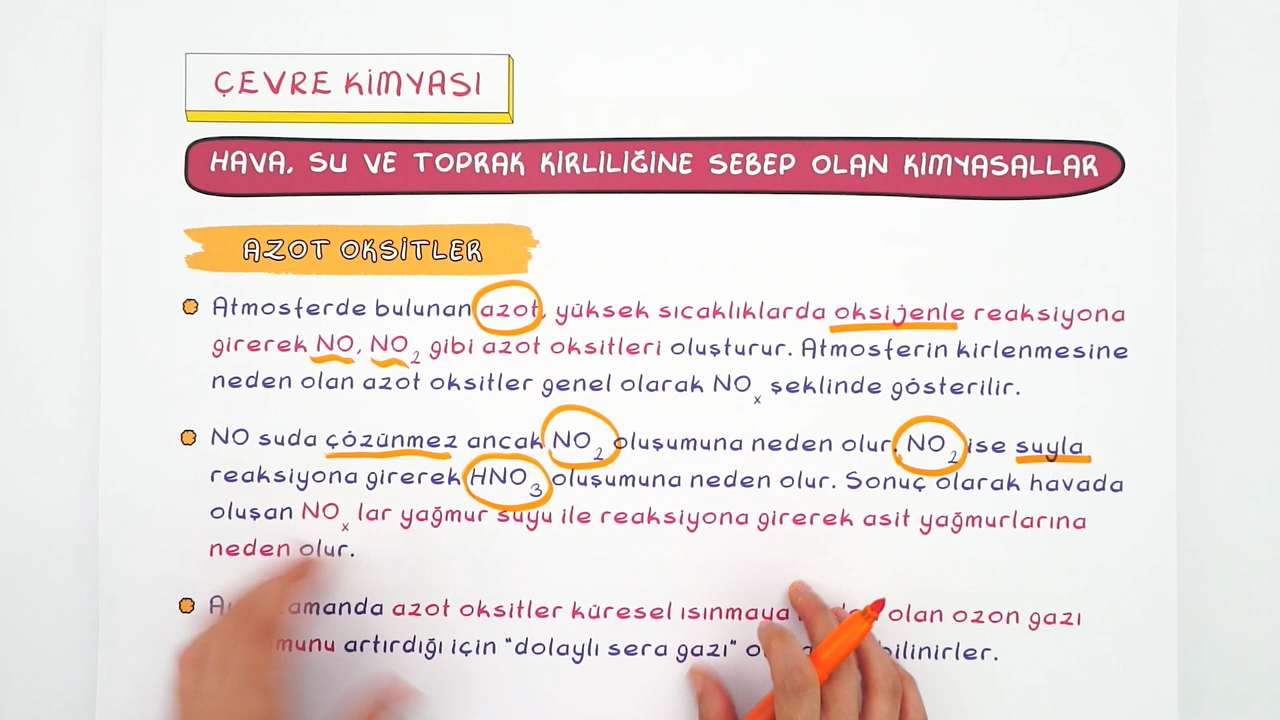 ÇEVRE KİMYASI
HAVA, SU VE TOPRAK KİRLİLİĞİNE SEBEP OLAN KİMYASALLAR
AZOT OKSİTLER
Atmosferde bulunan azot, yüksek sıcaklıklarda oksijenle reaksiyona
girerek NO, NO₂ gibi azot oksitleri oluşturur. Atmosferin kirlenmesine
neden olan azot oksitler genel olarak NOₓ şeklinde gösterilir.
NO suda çözünmez ancak NO₂ oluşumuna neden olur. NO₂ ise suyla
reaksiyona girerek HNO₃ oluşumuna neden olur. Sonuç olarak havada
oluşan NOₓ lar yağmur suyu ile reaksiyona girerek asit yağmurlarına
neden olur.
azot oksitler küresel ısınmaya olan ozon gazı
artırdığı için "dolaylı sera gazı"